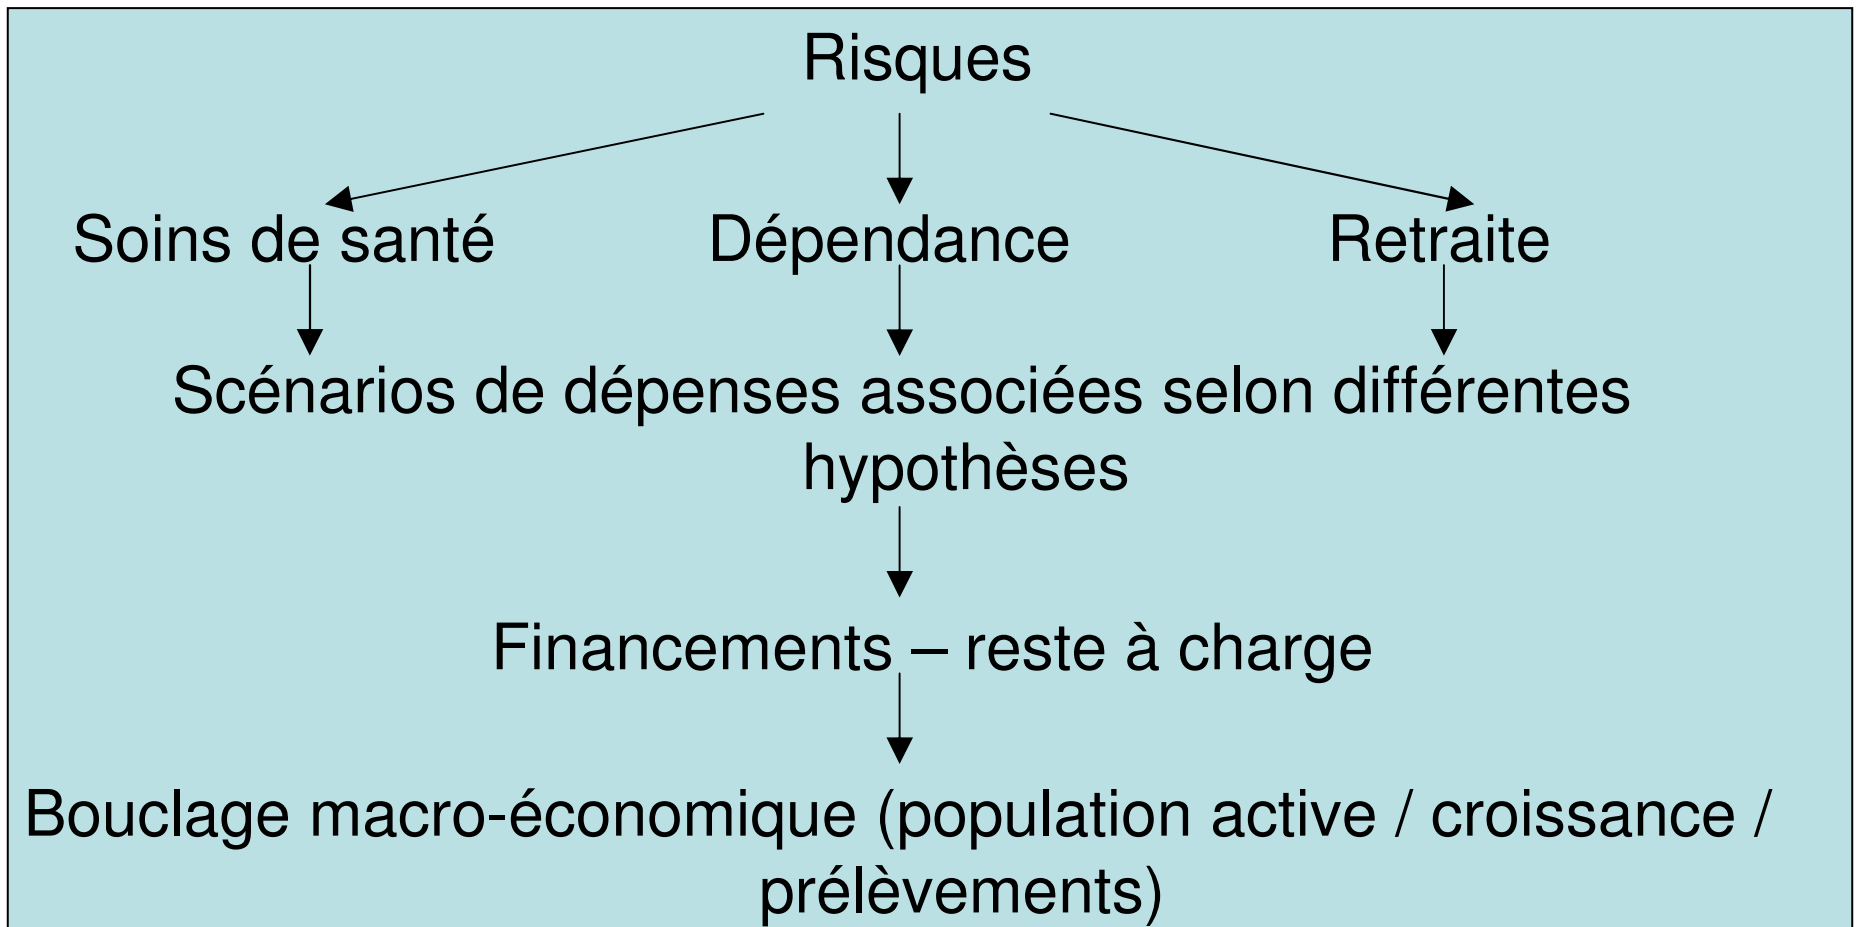 Risques
Soins de santé Dépendance Retraite
Scénarios de dépenses associées selon différentes
hypothèses
Financements – reste à charge
Bouclage macro-économique (population active / croissance /
prélèvements)